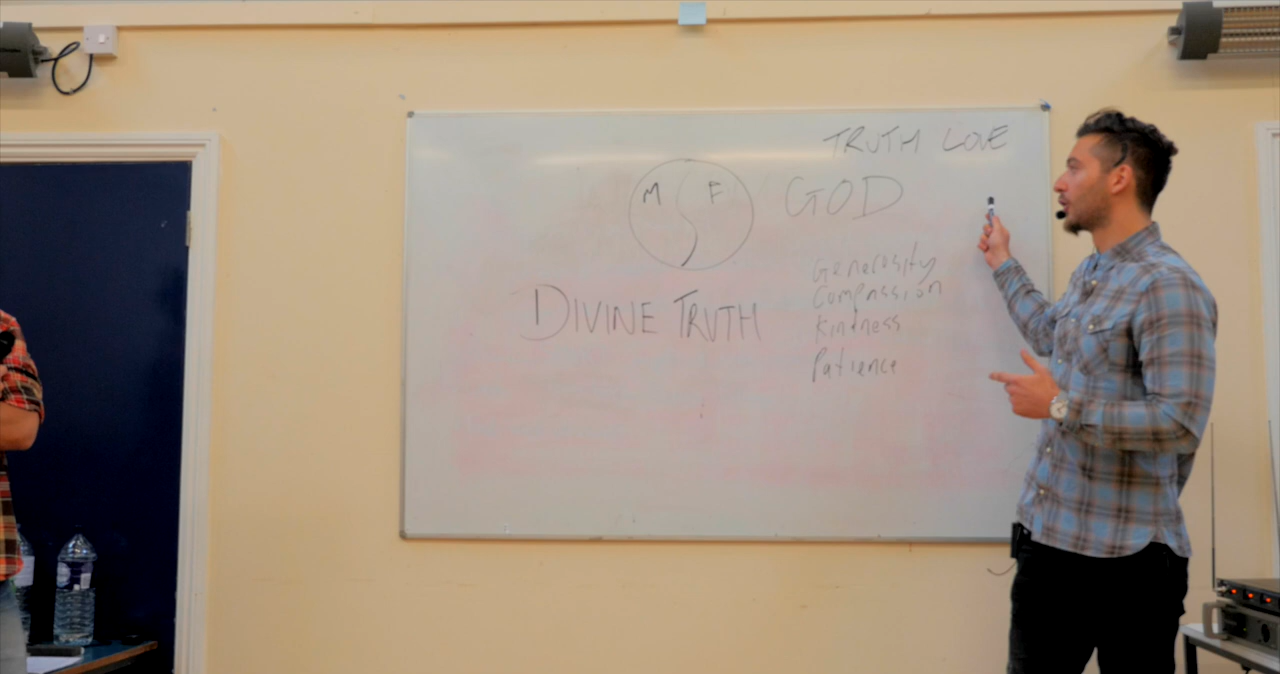 TRUTH LOVE
M F
GOD
Generosity
Compassion
Kindness
Patience
DIVINE TRUTH